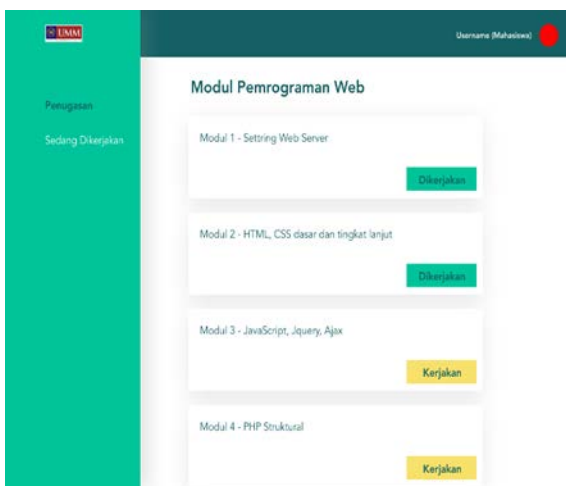 UMM
Username (Mahasiswa)
Penugasan
Sedang Dikerjakan
Modul Pemrograman Web
Modul 1 - Settring Web Server
Dikerjakan
Modul 2 - HTML, CSS dasar dan tingkat lanjut
Dikerjakan
Modul 3 - JavaScript, Jquery, Ajax
Kerjakan
Modul 4 - PHP Struktural
Kerjakan